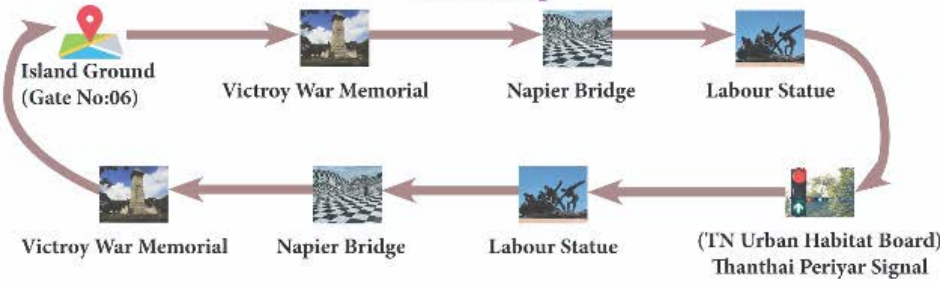 Island Ground
(Gate No:06)
Victroy War Memorial
Napier Bridge
Labour Statue
Victroy War Memorial
Napier Bridge
Labour Statue
(TN Urban Habitat Board)
Thanthai Periyar Signal